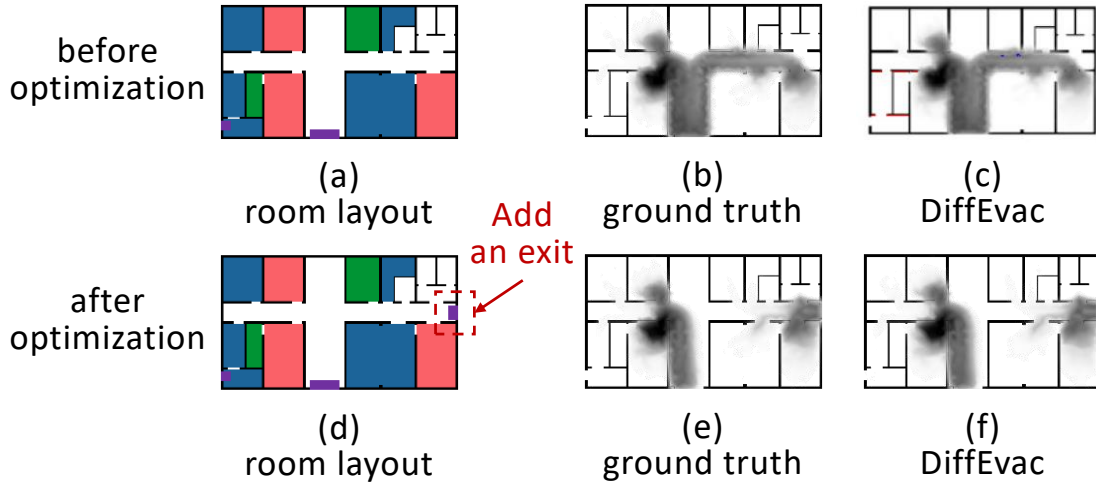 before
optimization
(a)
room layout
(b)
ground truth
(c)
DiffEvac
Add
an exit
after
optimization
(d)
room layout
(e)
ground truth
(f)
DiffEvac